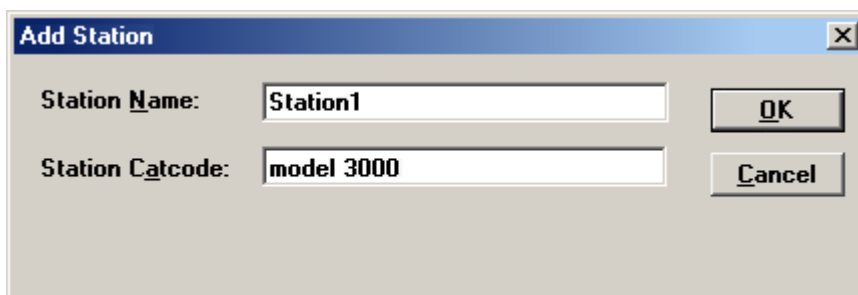 Add Station
Station Name: Station1
OK
Station Catcode: model 3000
Cancel